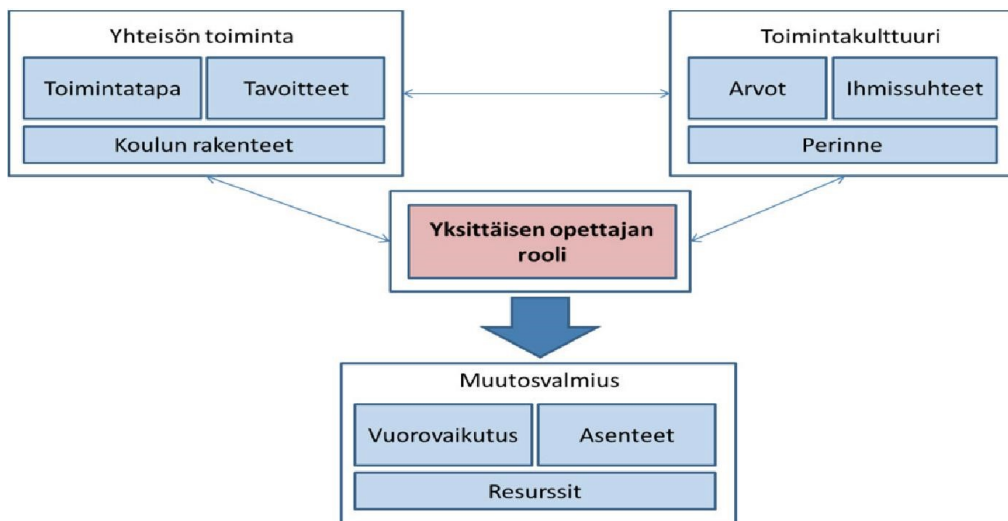 Yhteisön toiminta
Toimintatapa
Tavoitteet
Koulun rakenteet
Toimintakulttuuri
Arvot
Ihmissuhteet
Perinne
Yksittäisen opettajan
rooli
Muutosvalmius
Vuorovaikutus
Asenteet
Resurssit